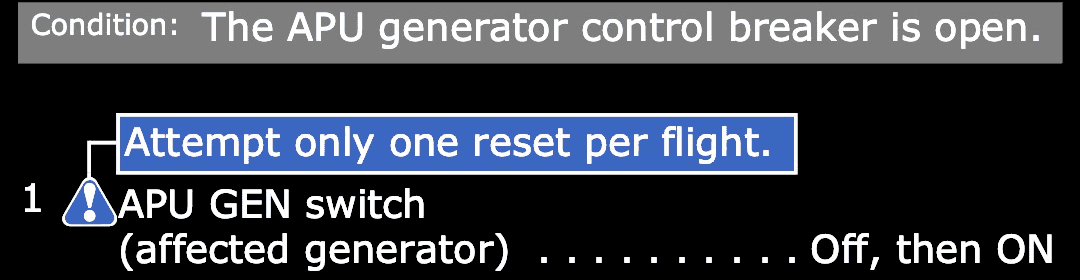 Condition: The APU generator control breaker is open.
Attempt only one reset per flight.
1 ! APU GEN switch
(affected generator) . . . . . . . . . . Off, then ON